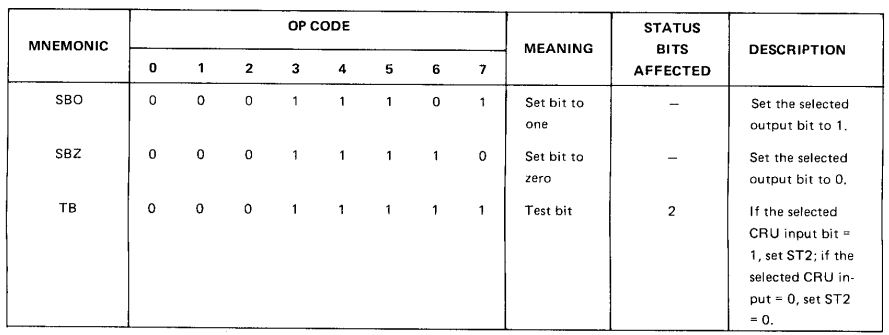 MNEMONIC OP CODE MEANING STATUS BITS AFFECTED DESCRIPTION
0 1 2 3 4 5 6 7
SBO 0 0 0 1 1 1 0 1 Set bit to one — Set the selected output bit to 1.
SBZ 0 0 0 1 1 1 1 0 Set bit to zero — Set the selected output bit to 0.
TB 0 0 0 1 1 1 1 1 Test bit 2 If the selected
CRU input bit =
1, set ST2; if the
selected CRU in-
put = 0, set ST2
= 0.